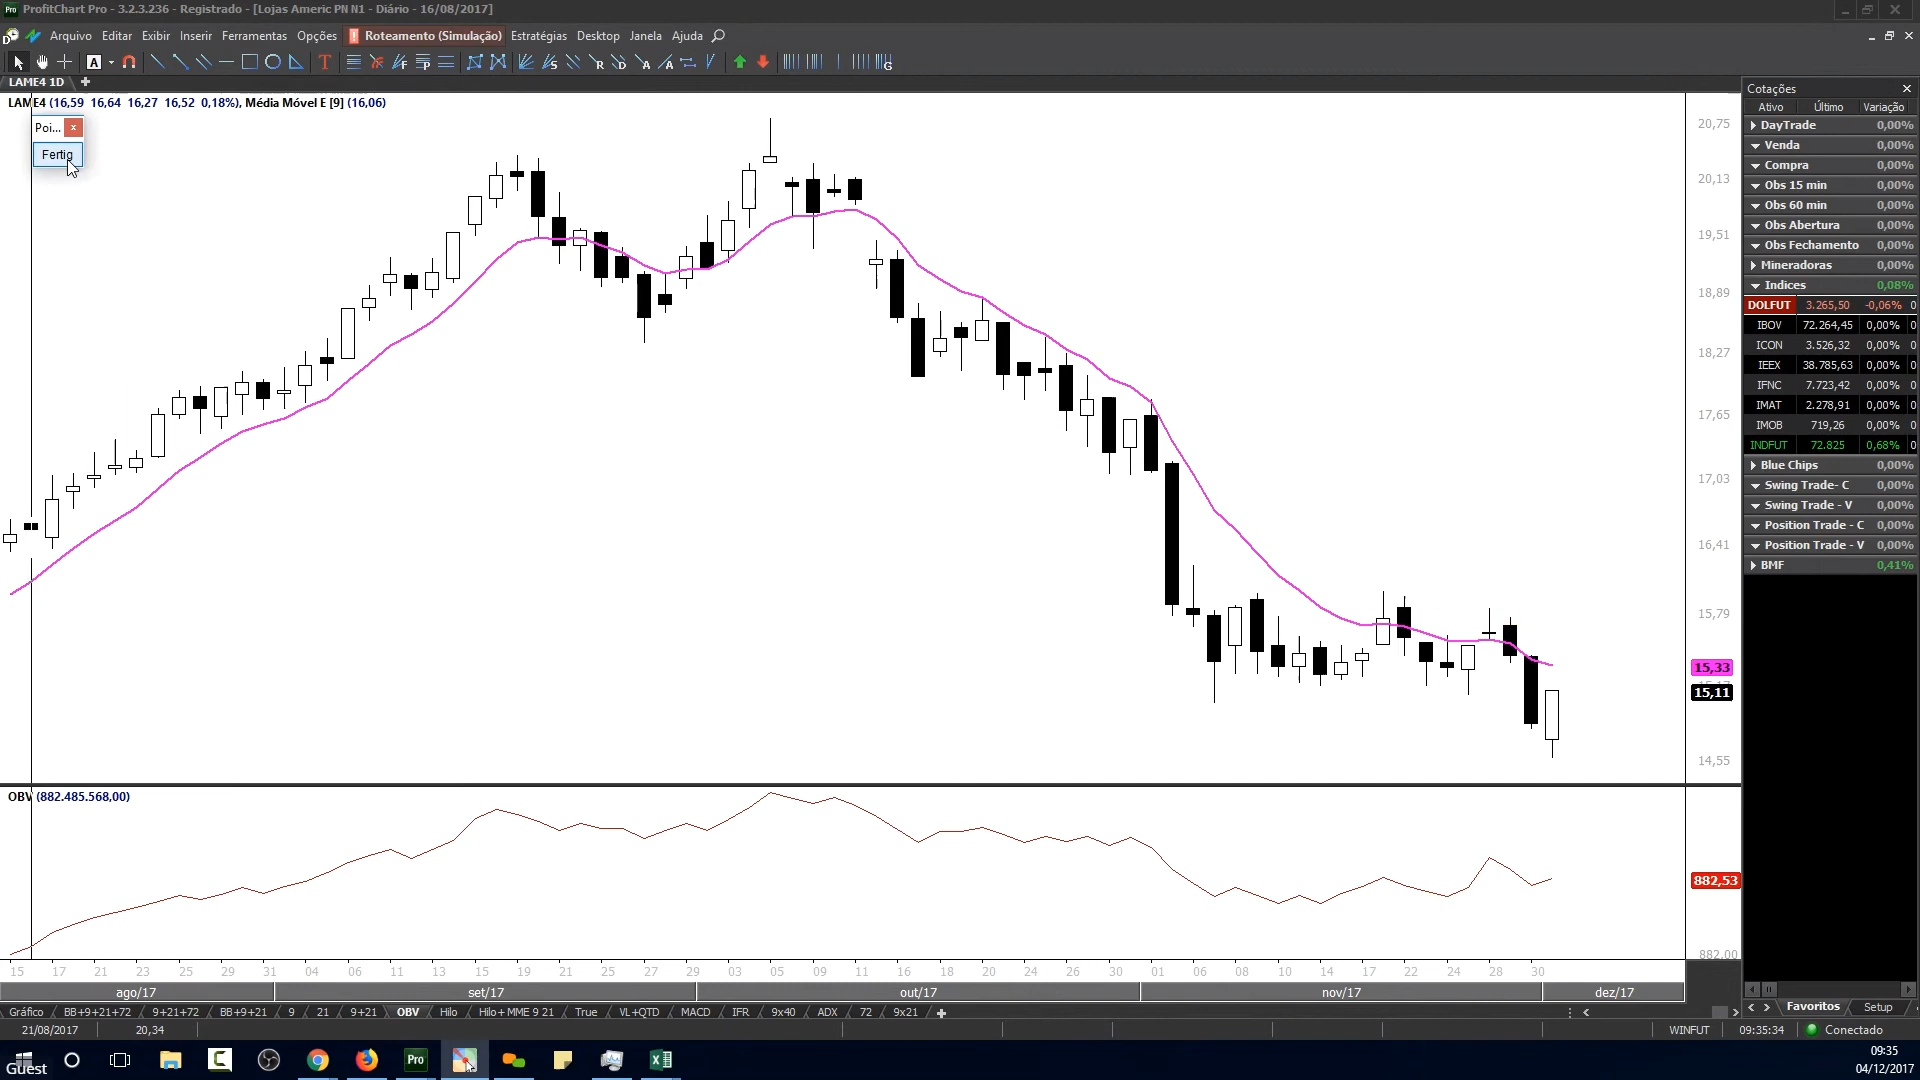 ProfitChart Pro - 3.2.3.236 - Registrado - [Lojas Americ PN N1 - Diário - 16/08/2017]
Arquivo Editar Exibir Inserir Ferramentas Opções Roteamento (Simulação) Estratégias Desktop Janela Ajuda
LAME4 1D
LAME4 (16,59 16,64 16,27 16,52 0,18%), Média Móvel E [9] (16,06)
Poi...
Fertig
20,75
20,13
19,51
18,89
18,27
17,65
17,03
16,41
15,79
15,33
15,11
14,55
OBV (882.485.568,00)
882,53
882,00
15 17 21 23 25 29 31 04 06 11 13 15 19 21 25 27 29 03 05 09 11 16 18 20 24 26 30 01 06 08 10 14 17 22 24 28 30
ago/17 set/17 out/17 nov/17 dez/17
Gráfico BB+9+21+72 9+21+72 BB+9+21 9 21 9+21 OBV Hilo Hilo+MME 9 21 True VL+QTD MACD IFR 9x40 ADX 72 9x21
21/08/2017 20,34 WINFUT 09:35:34 Conectado
Cotações
Ativo Último Variação
DayTrade 0,00%
Venda 0,00%
Compra 0,00%
Obs 15 min 0,00%
Obs 60 min 0,00%
Obs Abertura 0,00%
Obs Fechamento 0,00%
Mineradoras 0,00%
Indices 0,08%
DOLFUT 3.265,50 -0,06% 0
IBOV 72.264,45 0,00% 0
ICON 3.526,32 0,00% 0
IEEX 38.785,63 0,00% 0
IFNC 7.723,42 0,00% 0
IMAT 2.278,91 0,00% 0
IMOB 719,26 0,00% 0
INDFUT 72.825 0,68% 0
Blue Chips 0,00%
Swing Trade- C 0,00%
Swing Trade - V 0,00%
Position Trade - C 0,00%
Position Trade - V 0,00%
BMF 0,41%
Favoritos Setup
Guest
Pro
09:35
04/12/2017